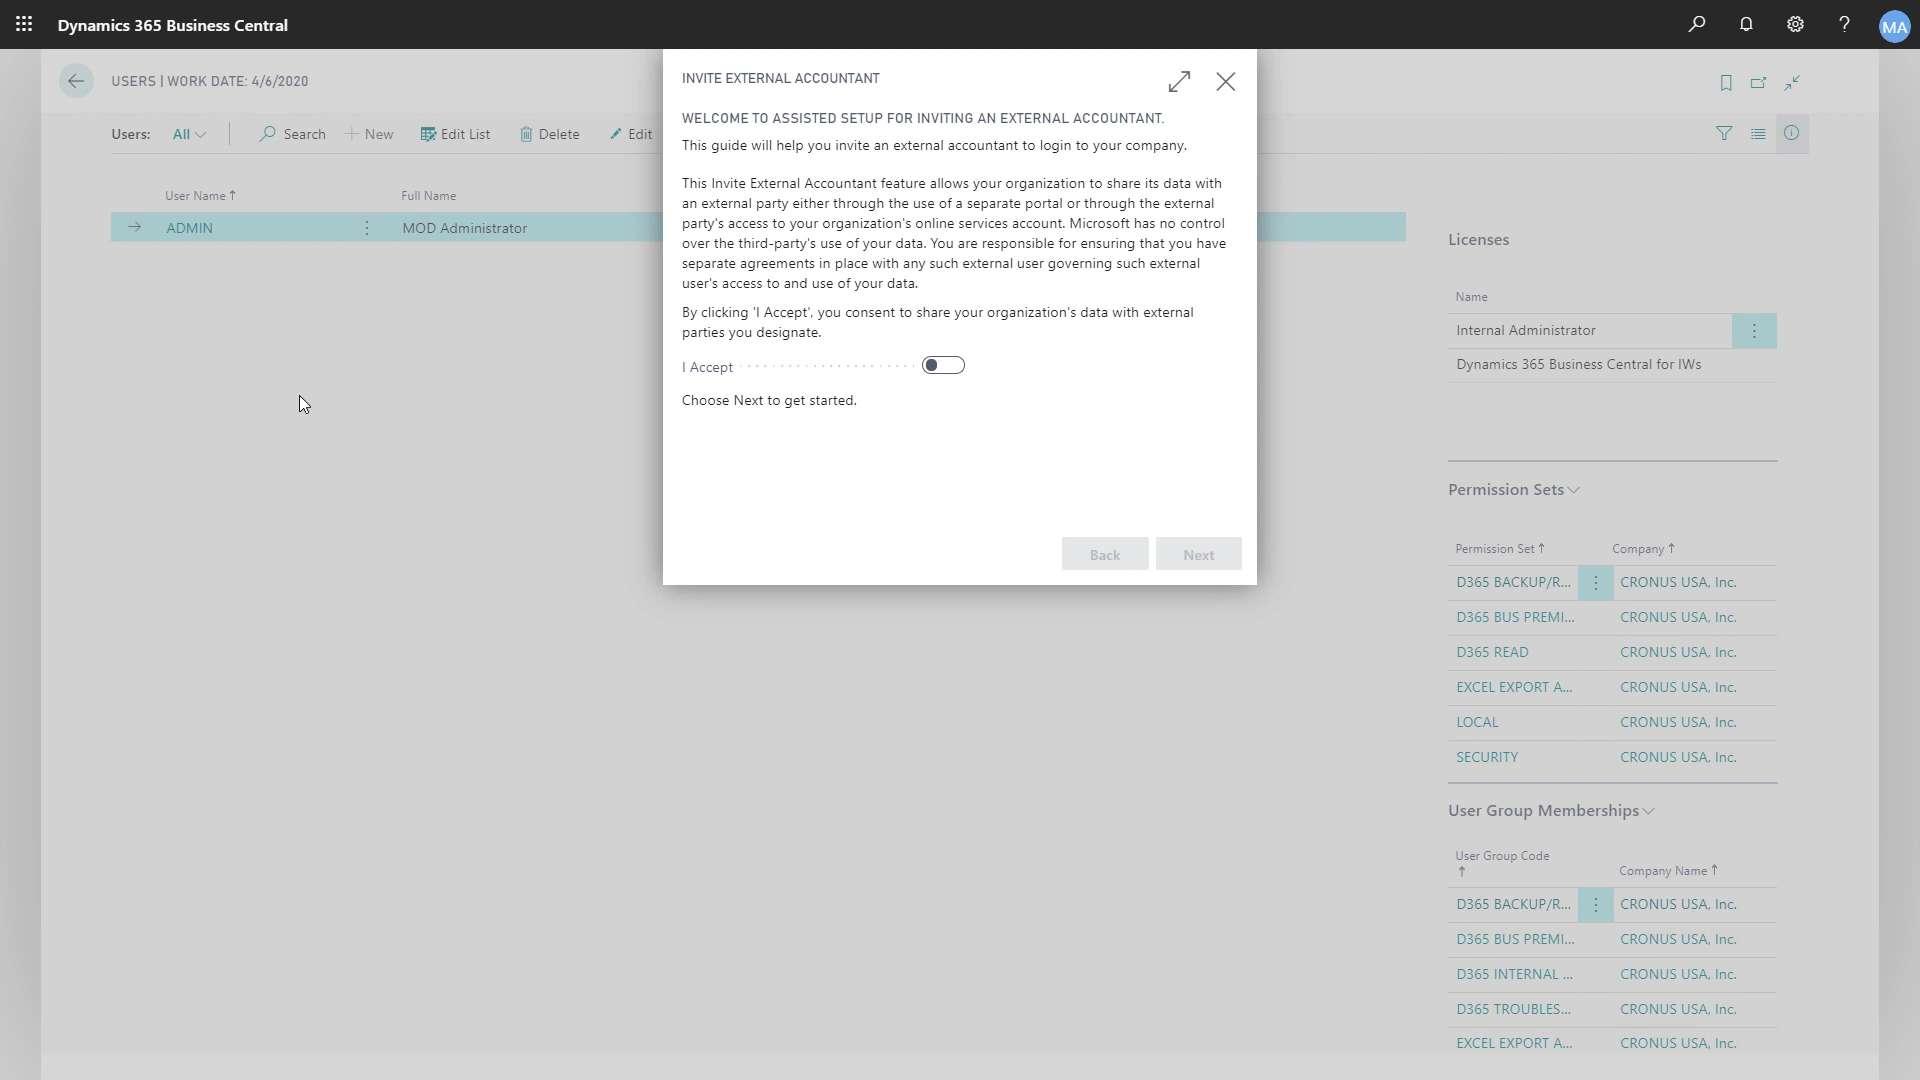 Dynamics 365 Business Central
MA
USERS | WORK DATE: 4/6/2020
Users: All Search New Edit List Delete Edit
User Name ↑ Full Name
ADMIN MOD Administrator
INVITE EXTERNAL ACCOUNTANT
WELCOME TO ASSISTED SETUP FOR INVITING AN EXTERNAL ACCOUNTANT.
This guide will help you invite an external accountant to login to your company.
This Invite External Accountant feature allows your organization to share its data with
an external party either through the use of a separate portal or through the external
party's access to your organization's online services account. Microsoft has no control
over the third-party's use of your data. You are responsible for ensuring that you have
separate agreements in place with any such external user governing such external
user's access to and use of your data.
By clicking 'I Accept', you consent to share your organization's data with external
parties you designate.
I Accept
Choose Next to get started.
Back Next
Licenses
Name
Internal Administrator
Dynamics 365 Business Central for IWs
Permission Sets
Permission Set ↑ Company ↑
D365 BACKUP/R... CRONUS USA, Inc.
D365 BUS PREMI... CRONUS USA, Inc.
D365 READ CRONUS USA, Inc.
EXCEL EXPORT A... CRONUS USA, Inc.
LOCAL CRONUS USA, Inc.
SECURITY CRONUS USA, Inc.
User Group Memberships
User Group Code ↑ Company Name ↑
D365 BACKUP/R... CRONUS USA, Inc.
D365 BUS PREMI... CRONUS USA, Inc.
D365 INTERNAL ... CRONUS USA, Inc.
D365 TROUBLES... CRONUS USA, Inc.
EXCEL EXPORT A... CRONUS USA, Inc.